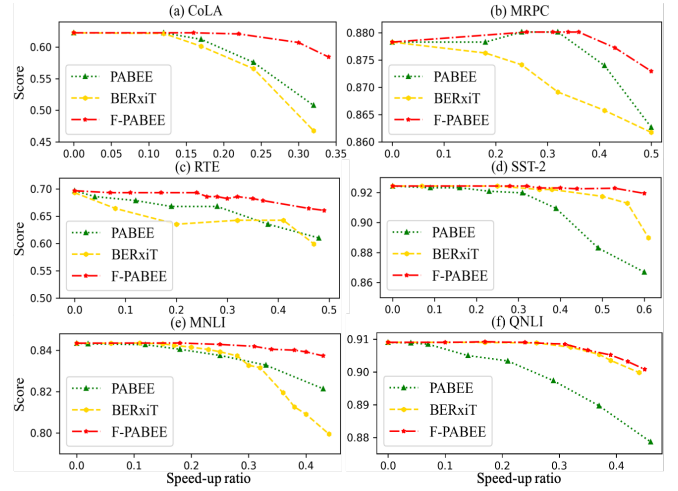 (a) CoLA
(b) MRPC
Score
0.60
0.55
0.50
0.45
PABEE
BERxiT
F-PABEE
0.00 0.05 0.10 0.15 0.20 0.25 0.30 0.35
0.880
0.875
0.870
0.865
0.860
PABEE
BERxiT
F-PABEE
0.0 0.1 0.2 0.3 0.4 0.5
(c) RTE
(d) SST-2
Score
0.70
0.65
0.60
0.55
0.50
PABEE
BERxiT
F-PABEE
0.0 0.1 0.2 0.3 0.4 0.5
0.92
0.90
0.88
0.86
PABEE
BERxiT
F-PABEE
0.0 0.1 0.2 0.3 0.4 0.5 0.6
(e) MNLI
(f) QNLI
Score
0.84
0.82
0.80
PABEE
BERxiT
F-PABEE
0.0 0.1 0.2 0.3 0.4
Speed-up ratio
0.91
0.90
0.89
0.88
PABEE
BERxiT
F-PABEE
0.0 0.1 0.2 0.3 0.4
Speed-up ratio